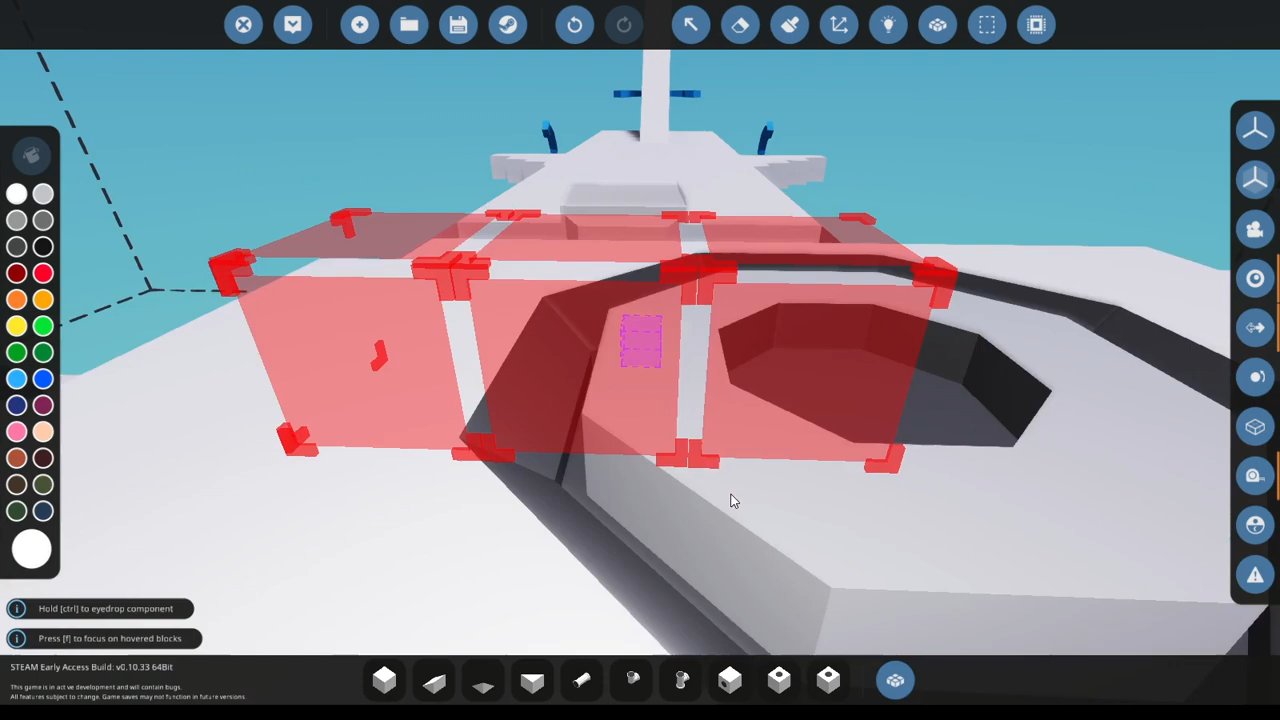 Hold [ctrl] to eyedrop component
Press [f] to focus on hovered blocks
STEAM Early Access Build: v0.10.33 64Bit
This game is in active development and will contain bugs.
All features subject to change. Game saves may not function in future versions.